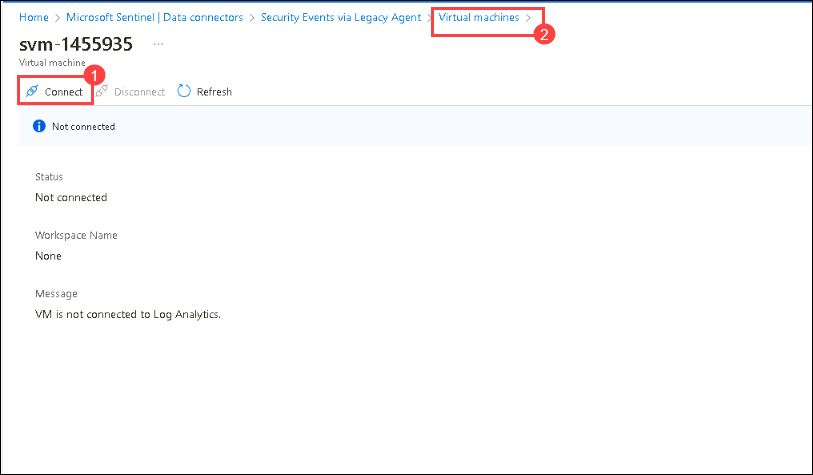 Home > Microsoft Sentinel | Data connectors > Security Events via Legacy Agent > Virtual machines >
2
svm-1455935 ...
Virtual machine
1
Connect Disconnect Refresh
Not connected
Status
Not connected
Workspace Name
None
Message
VM is not connected to Log Analytics.